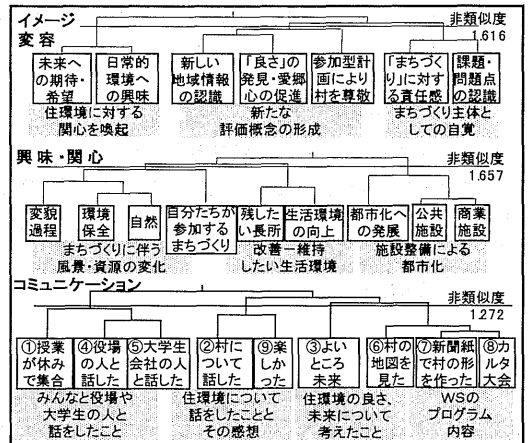 イメージ
変容
非類似度
1.616
未来へ
の期待・
希望
日常的
環境へ
の興味
新しい
地域情報
の認識
「良さ」の
発見・愛郷
心の促進
参加型計
画により
村を尊敬
「まちづく
り」に対す
る責任感
課題・
問題点
の認識
住環境に対する
関心を喚起
新たな
評価概念の形成
まちづくり主体と
しての自覚
興味・関心
非類似度
1.657
変貌
過程
環境
保全
自然
自分たちが
参加する
まちづくり
残した
い長所
生活環境
の向上
都市化へ
の発展
公共
施設
商業
施設
まちづくりに伴う
風景・資源の変化
改善-維持
したい生活環境
施設整備による
都市化
コミュニケーション
非類似度
1.272
①授業
が休み
で集合
④役場
の人と
話した
⑤大学生
会社の人
と話した
②村に
ついて
話した
⑨楽し
かっ
た
③よい
ところ
未来
⑥村の
地図を
見た
⑦新聞紙
で村の形
を作った
⑧カ
ルタ
大会
みんなと役場や
大学生の人と
話をしたこと
住環境について
話をしたことと
その感想
住環境の良さ、
未来について
考えたこと
WSの
プログラム
内容